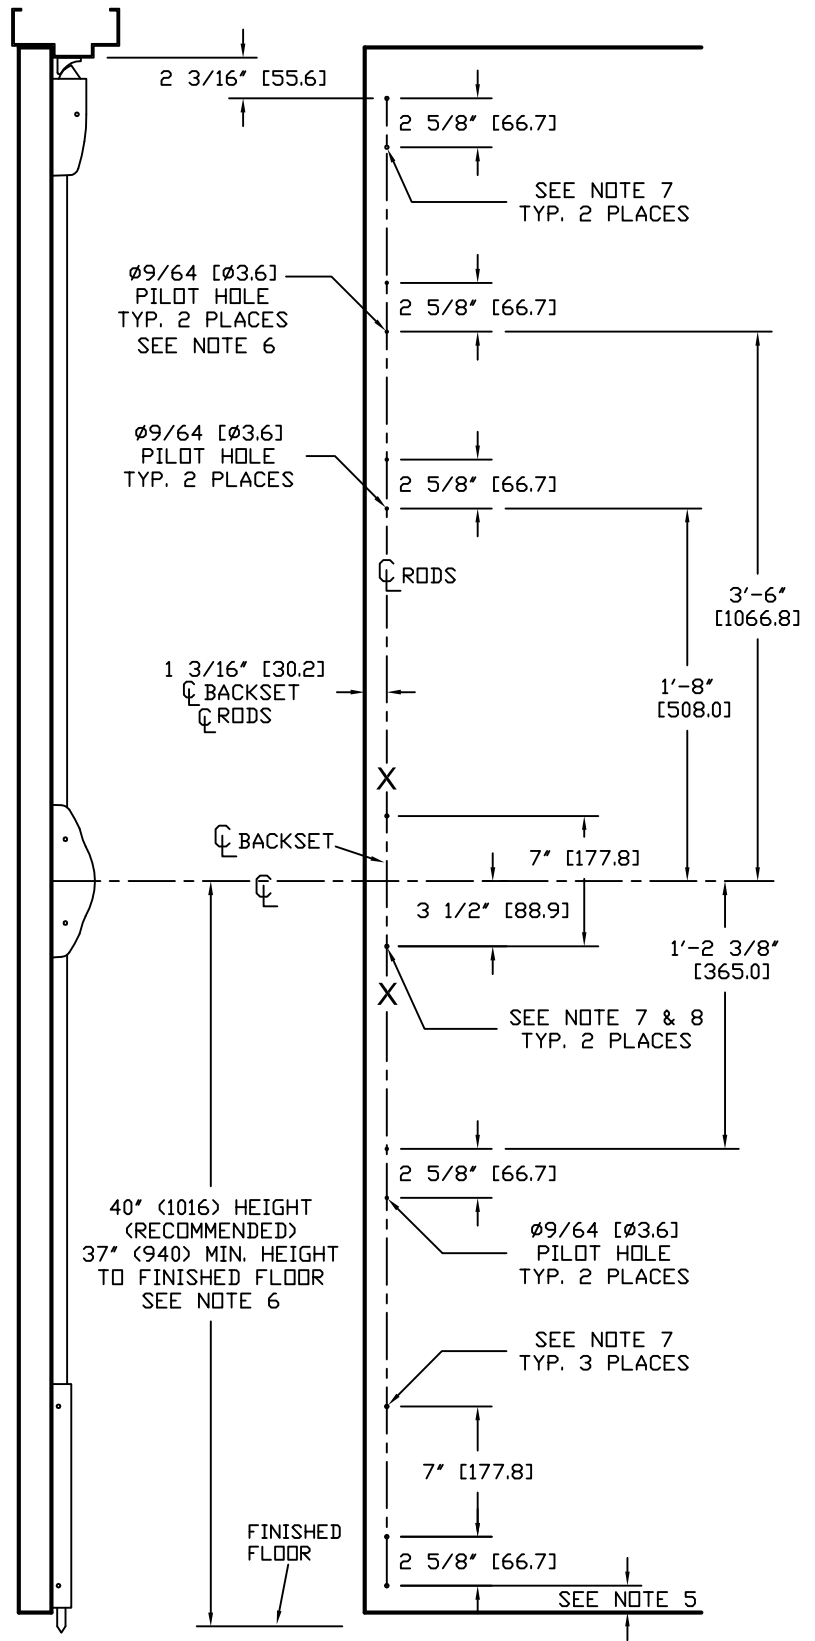 2 3/16" [55.6]
2 5/8" [66.7]
SEE NOTE 7
TYP. 2 PLACES
Ø9/64 [Ø3.6]
PILOT HOLE
TYP. 2 PLACES
SEE NOTE 6
2 5/8" [66.7]
Ø9/64 [Ø3.6]
PILOT HOLE
TYP. 2 PLACES
2 5/8" [66.7]
℄ RODS
3'-6"
[1066.8]
1 3/16" [30.2]
℄ BACKSET
℄ RODS
1'-8"
[508.0]
X
℄ BACKSET
7" [177.8]
℄
3 1/2" [88.9]
1'-2 3/8"
[365.0]
X
SEE NOTE 7 & 8
TYP. 2 PLACES
2 5/8" [66.7]
40" (1016) HEIGHT
(RECOMMENDED)
37" (940) MIN. HEIGHT
TO FINISHED FLOOR
SEE NOTE 6
Ø9/64 [Ø3.6]
PILOT HOLE
TYP. 2 PLACES
SEE NOTE 7
TYP. 3 PLACES
7" [177.8]
FINISHED
FLOOR
2 5/8" [66.7]
SEE NOTE 5